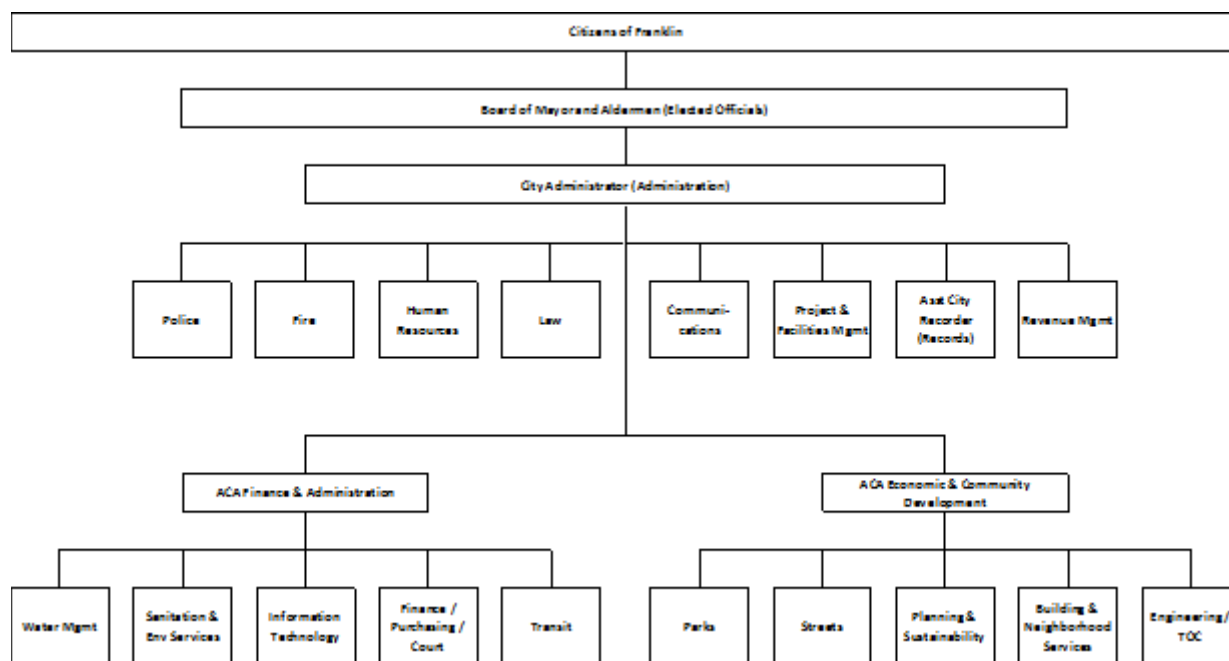 Citizens of Franklin
Board of Mayor and Aldermen (Elected Officials)
City Administrator (Administration)
Police
Fire
Human
Resources
Law
Communi-
cations
Project &
Facilities Mgmt
Asst City
Recorder
(Records)
Revenue Mgmt
ACA Finance & Administration
ACA Economic & Community
Development
Water Mgmt
Sanitation &
Env Services
Information
Technology
Finance /
Purchasing /
Court
Transit
Parks
Streets
Planning &
Sustainability
Building &
Neighborhood
Services
Engineering /
TOC